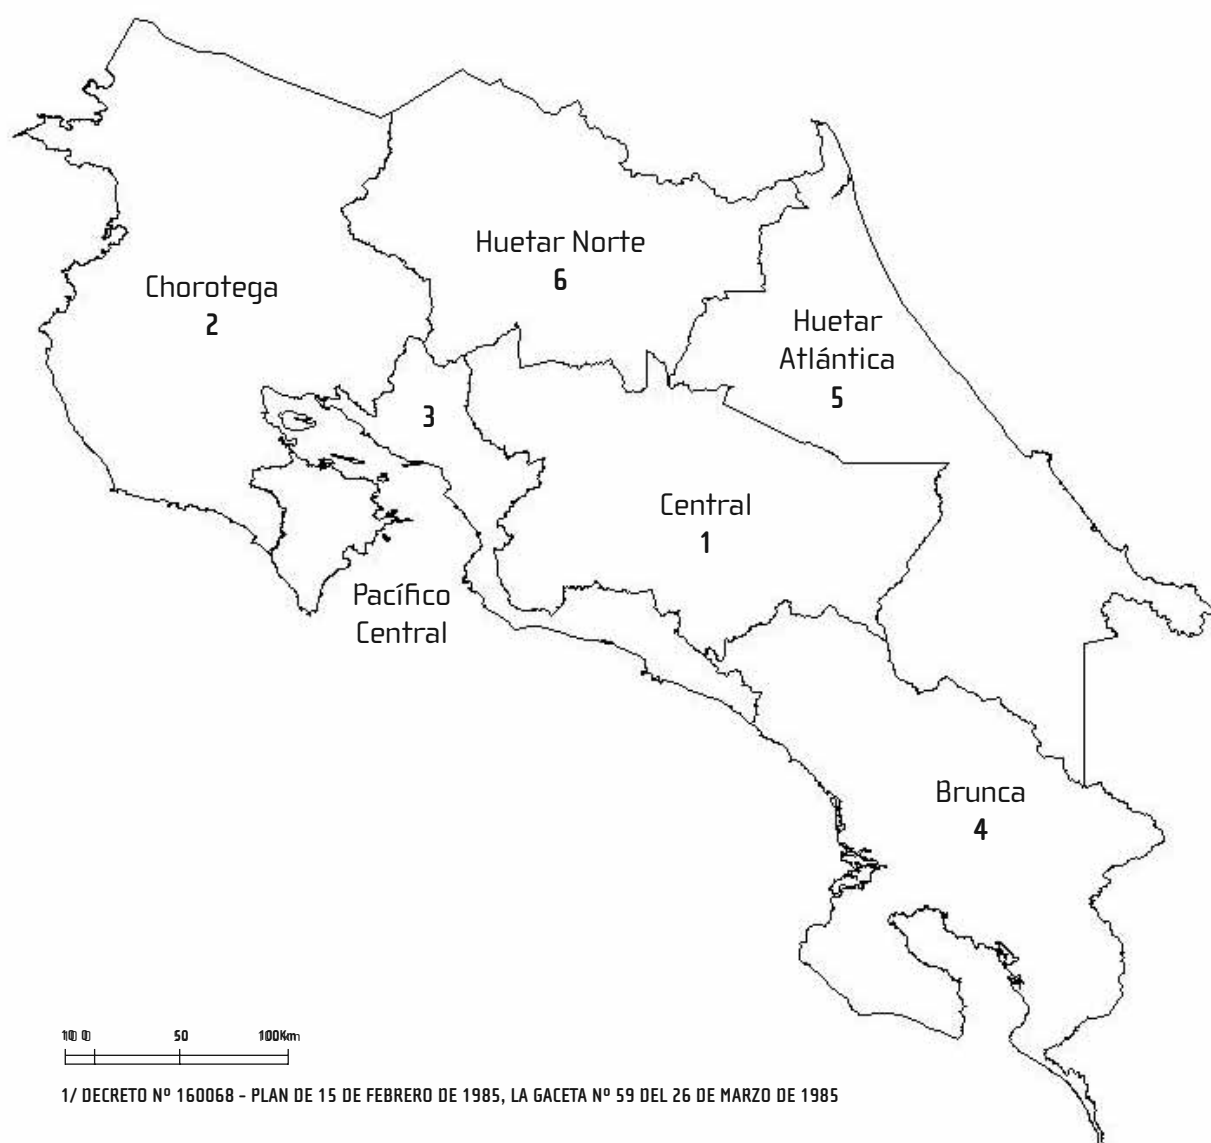 Huetar Norte
6
Chorotega
2
Huetar
Atlántica
5
3
Central
1
Pacífico
Central
Brunca
4
10 0 50 100Km
1/ DECRETO Nº 160068 - PLAN DE 15 DE FEBRERO DE 1985, LA GACETA Nº 59 DEL 26 DE MARZO DE 1985